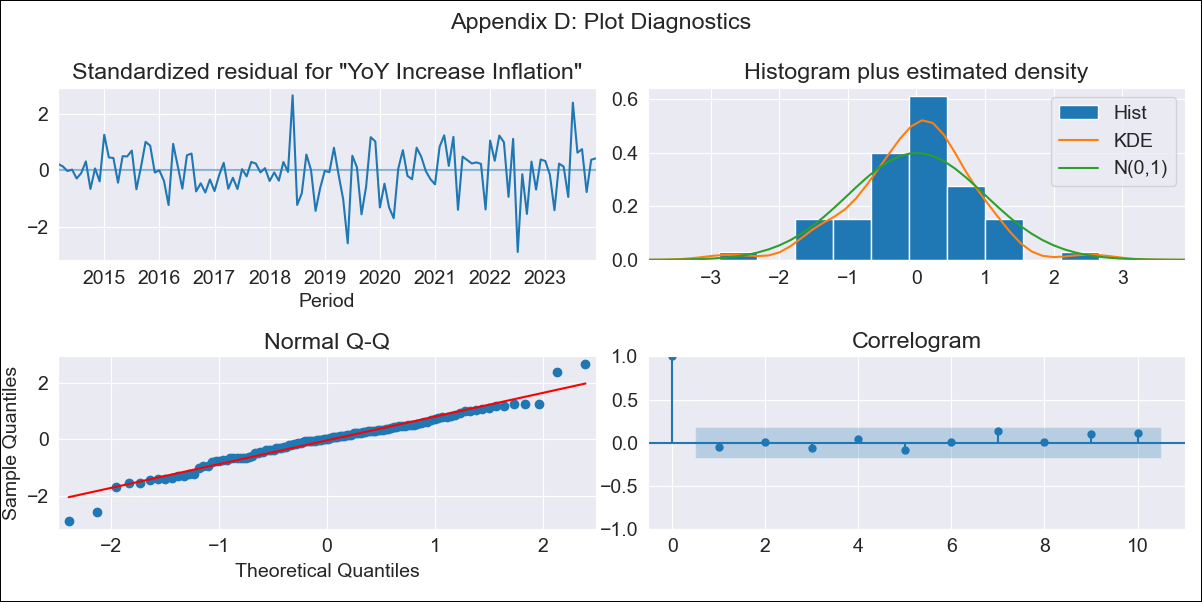 Appendix D: Plot Diagnostics
Standardized residual for "YoY Increase Inflation"
2
0
−2
2015 2016 2017 2018 2019 2020 2021 2022 2023
Period
Histogram plus estimated density
0.6
0.4
0.2
0.0
−3 −2 −1 0 1 2 3
Hist
KDE
N(0,1)
Normal Q-Q
Sample Quantiles
2
0
−2
−2 −1 0 1 2
Theoretical Quantiles
Correlogram
1.0
0.5
0.0
−0.5
−1.0
0 2 4 6 8 10